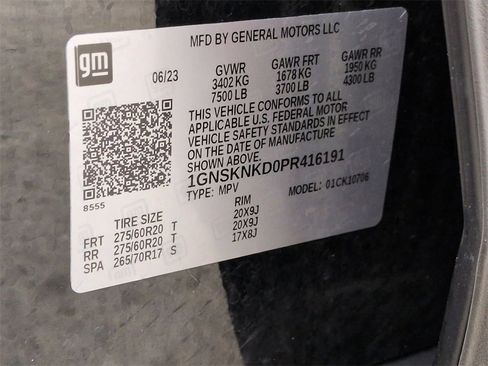 gm
MFD BY GENERAL MOTORS LLC
06/23 GVWR GAWR FRT GAWR RR
3402 KG 1678 KG 1950 KG
7500 LB 3700 LB 4300 LB
THIS VEHICLE CONFORMS TO ALL
APPLICABLE U.S. FEDERAL MOTOR
VEHICLE SAFETY STANDARDS IN EFFECT
ON THE DATE OF MANUFACTURE
SHOWN ABOVE.
1GNSKNKD0PR416191
8555 TYPE: MPV MODEL: 01CK10706
TIRE SIZE RIM
FRT 275/60R20 T 20X9J
RR 275/60R20 T 20X9J
SPA 265/70R17 S 17X8J